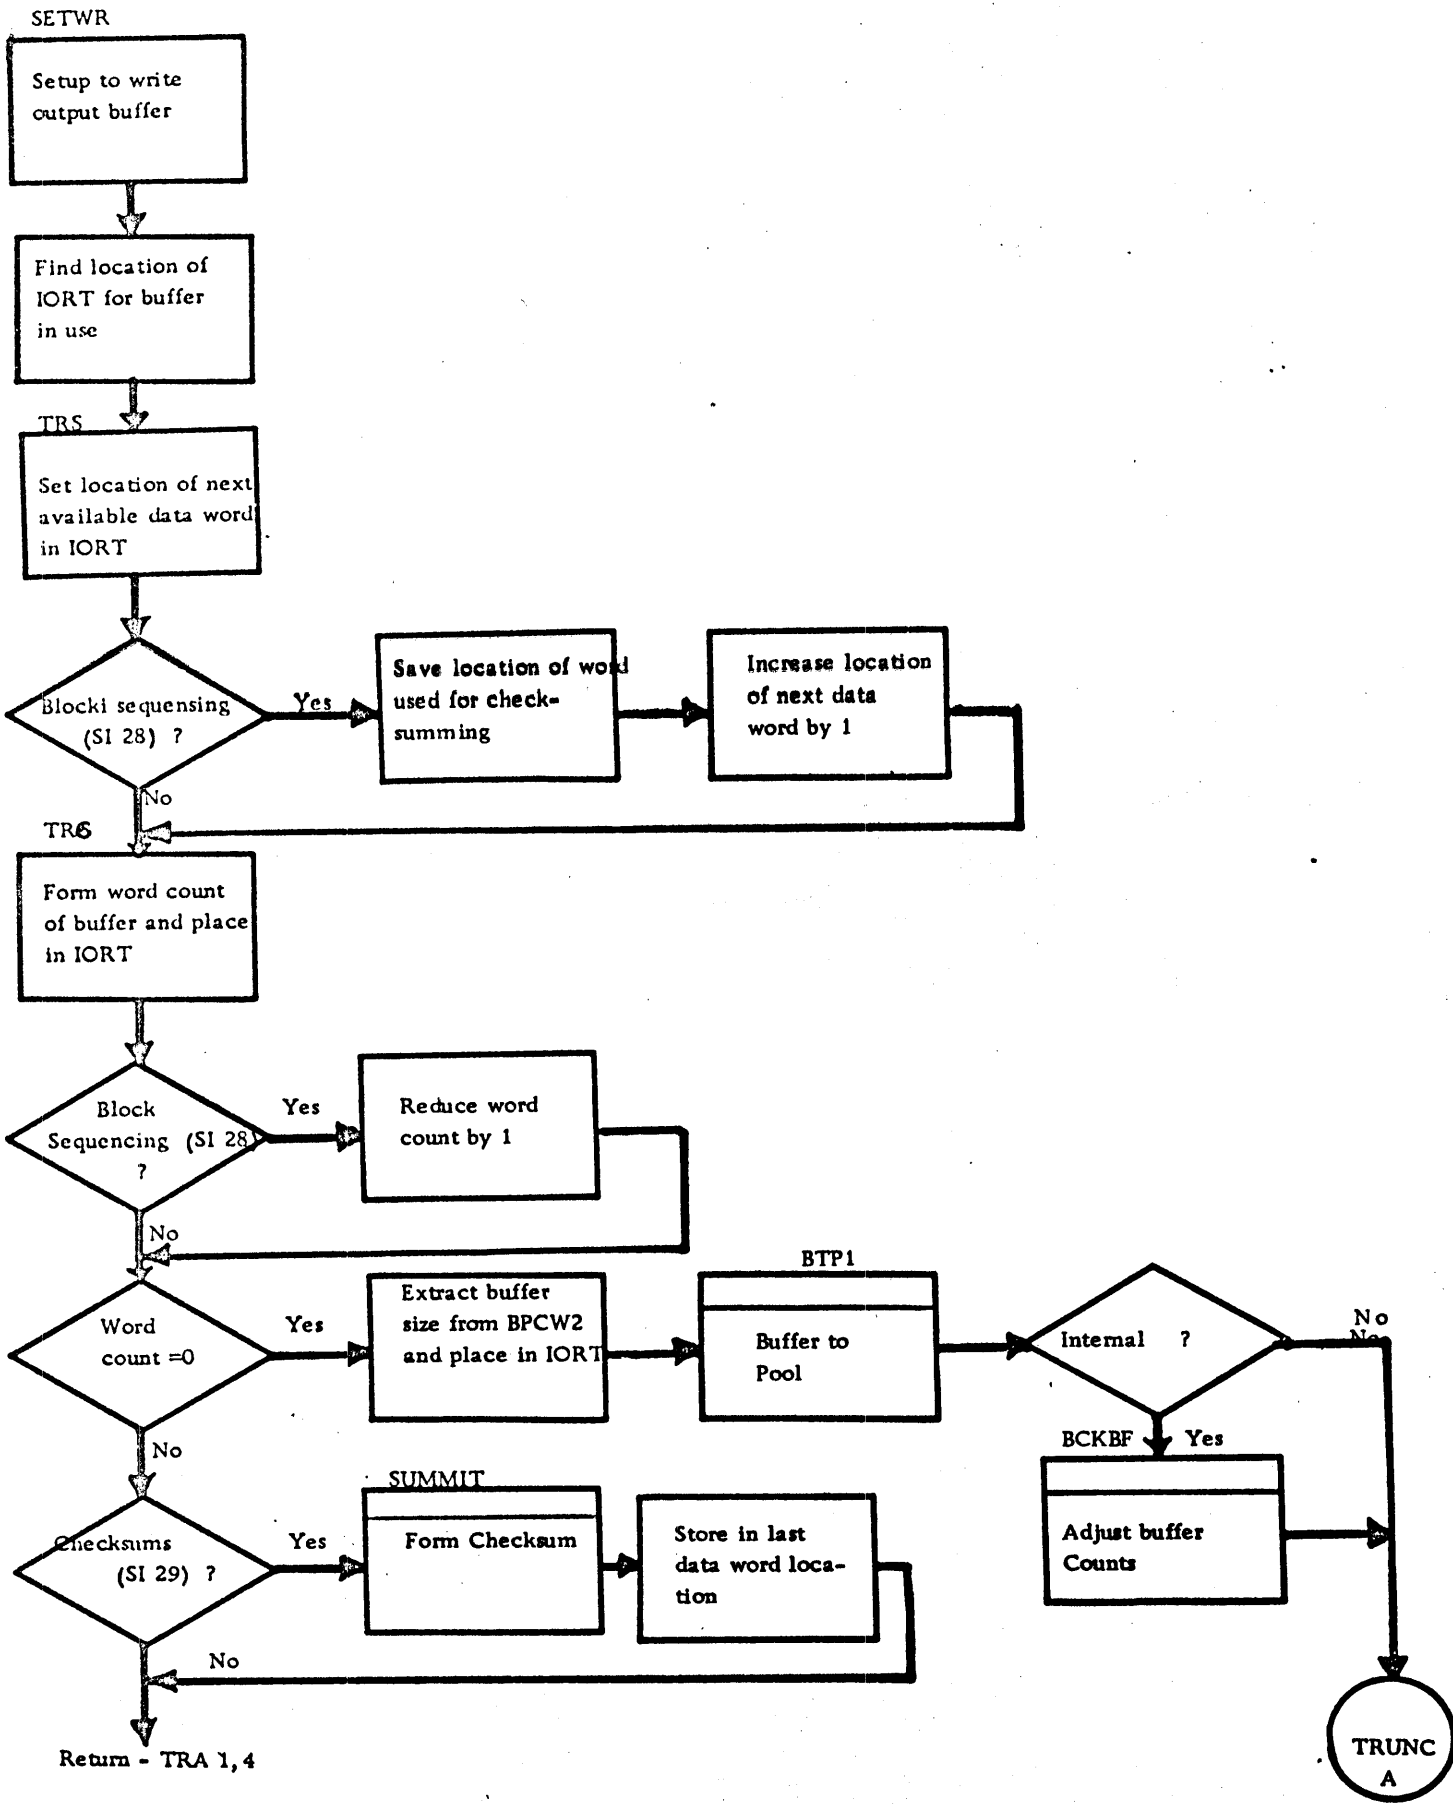 SETWR
Setup to write
output buffer
Find location of
IORT for buffer
in use
TRS
Set location of next
available data word
in IORT
Blocki sequensing
(SI 28) ?
Yes
Save location of word
used for check-
summing
Increase location
of next data
word by 1
No
TR6
Form word count
of buffer and place
in IORT
Block
Sequencing (SI 28)
?
Yes
Reduce word
count by 1
No
Word
count =0
Yes
Extract buffer
size from BPCW2
and place in IORT
BTP1
Buffer to
Pool
Internal ?
No
No
BCKBF
Yes
Adjust buffer
Counts
No
Checksums
(SI 29) ?
Yes
SUMMIT
Form Checksum
Store in last
data word loca-
tion
No
Return - TRA 1, 4
TRUNC
A